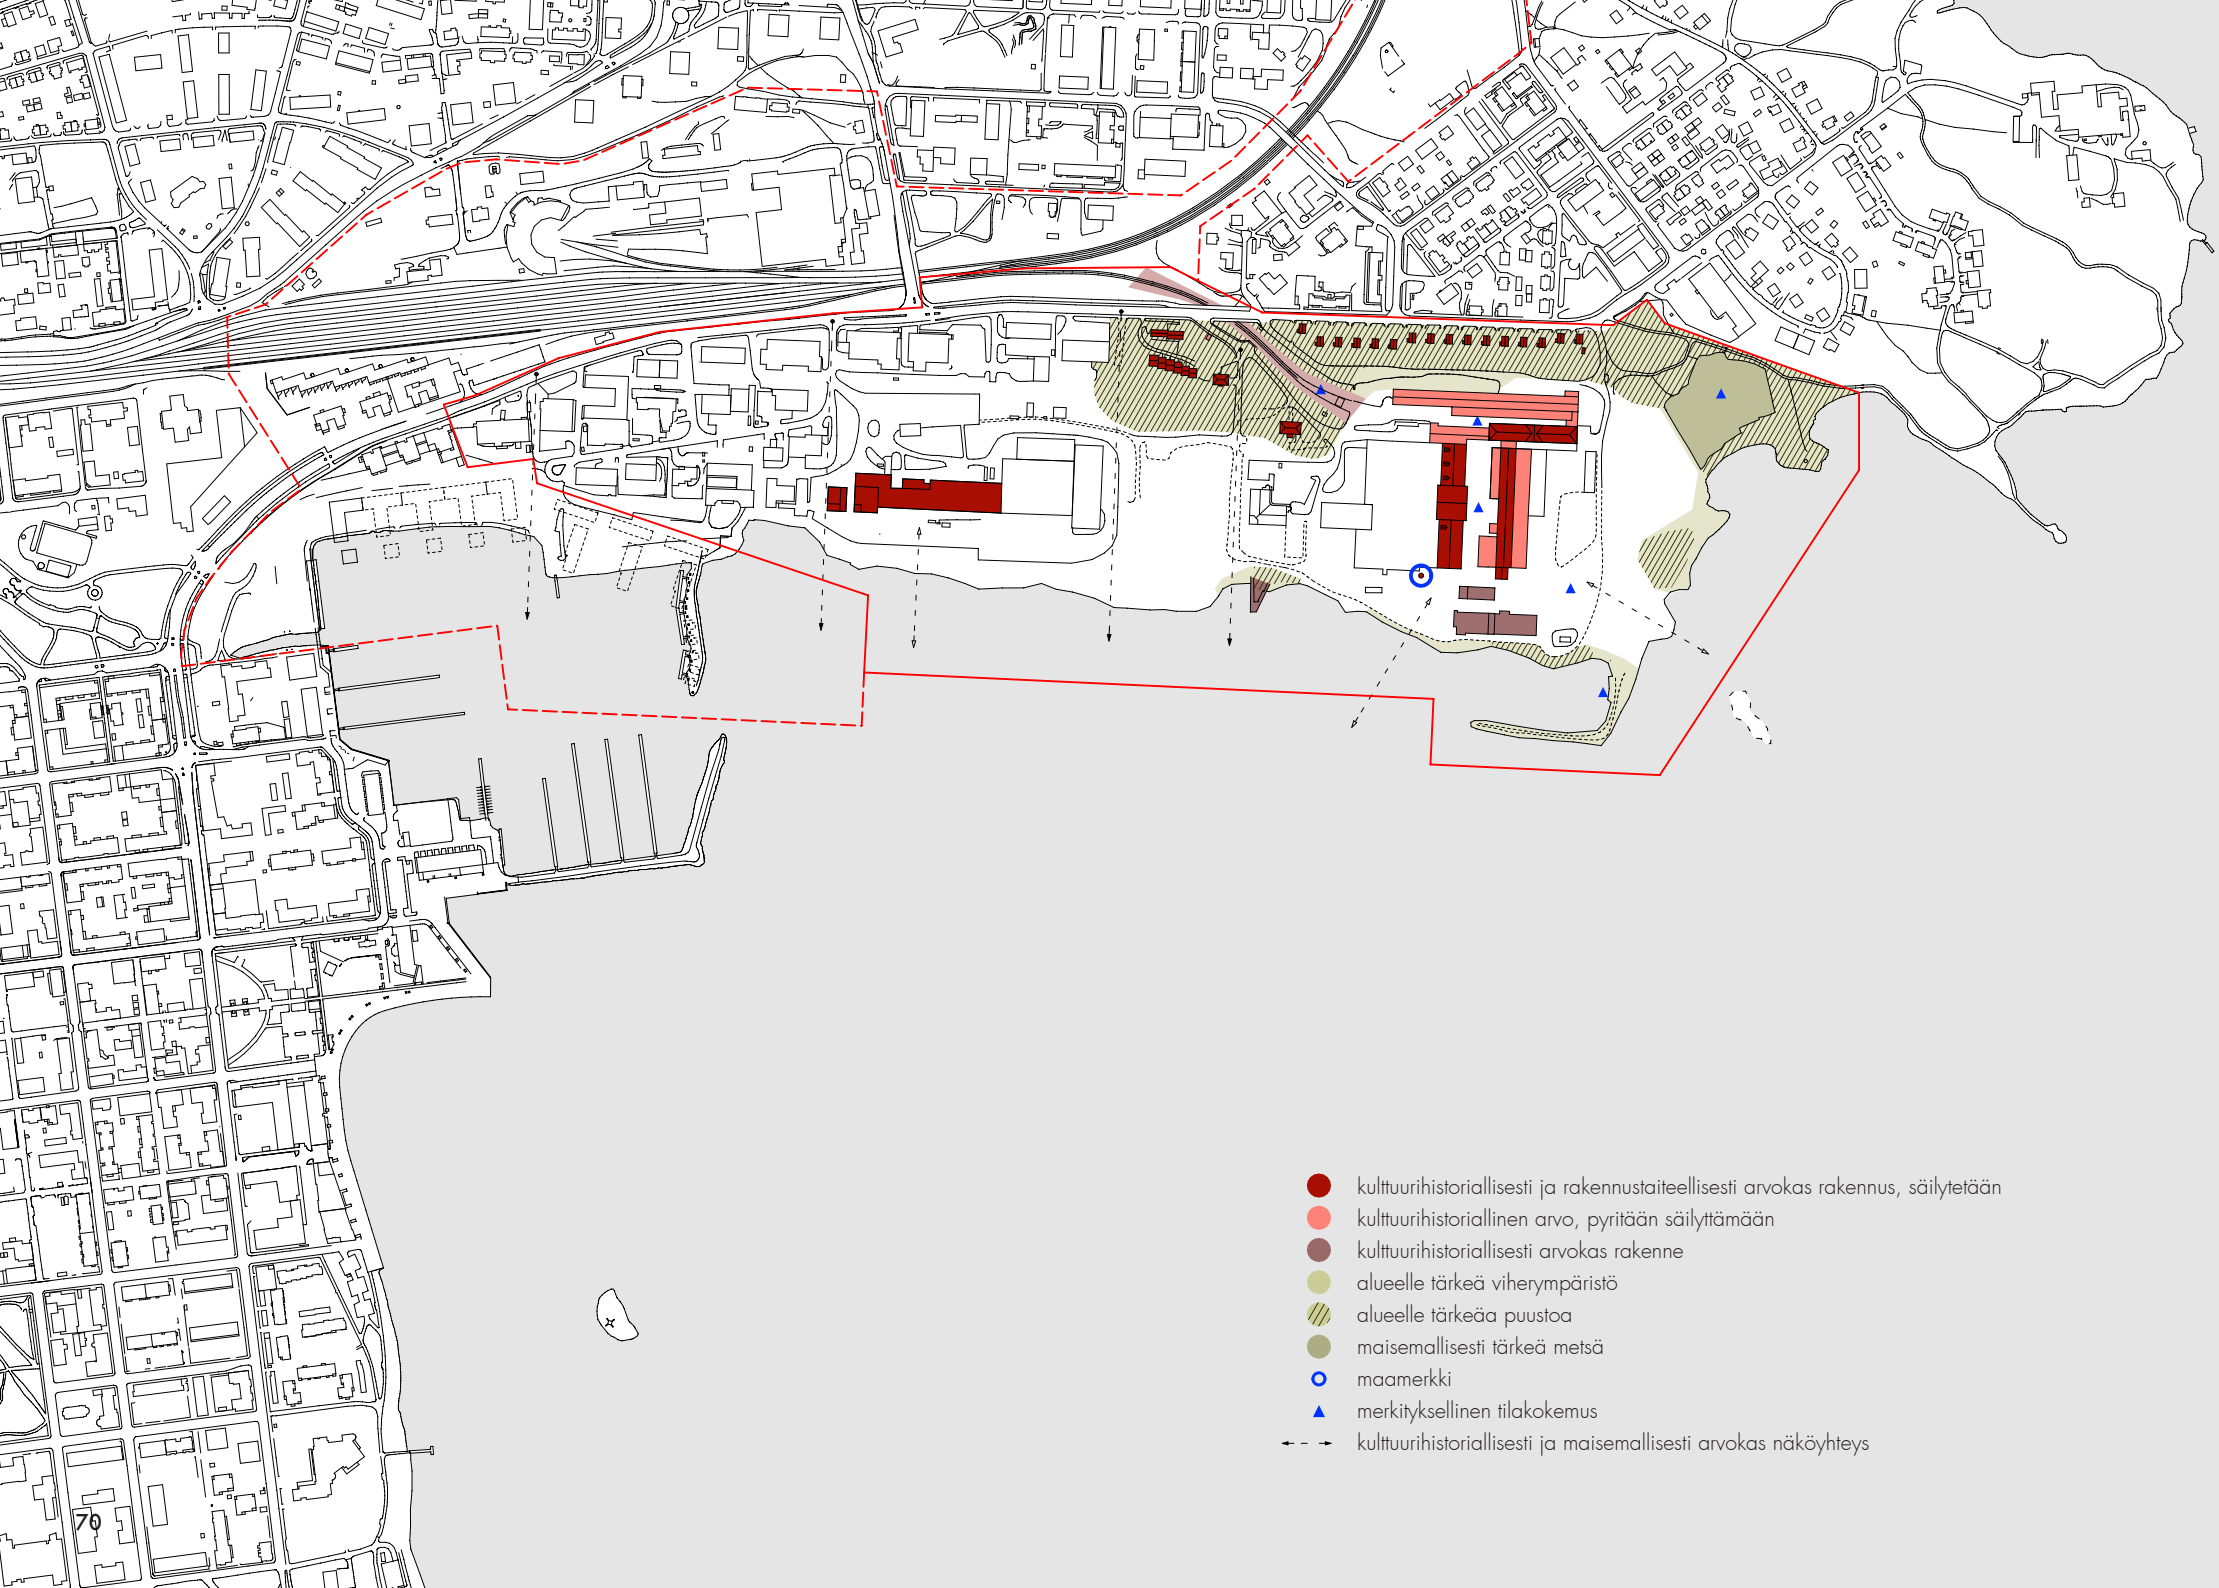 kulttuurihistoriallisesti ja rakennustaiteellisesti arvokas rakennus, säilytetään
kulttuurihistoriallinen arvo, pyritään säilyttämään
kulttuurihistoriallisesti arvokas rakenne
alueelle tärkeä viherympäristö
alueelle tärkeäa puustoa
maisemallisesti tärkeä metsä
maamerkki
merkityksellinen tilakokemus
kulttuurihistoriallisesti ja maisemallisesti arvokas näköyhteys
70